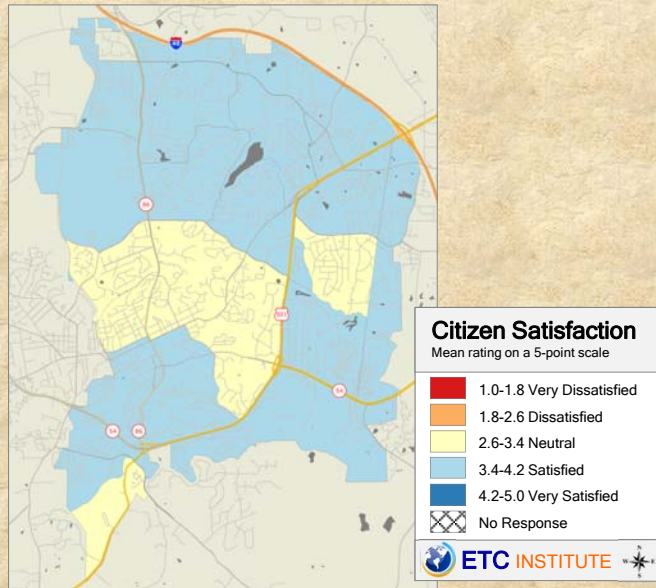 40
86
501
54
54
86
Citizen Satisfaction
Mean rating on a 5-point scale
1.0-1.8 Very Dissatisfied
1.8-2.6 Dissatisfied
2.6-3.4 Neutral
3.4-4.2 Satisfied
4.2-5.0 Very Satisfied
No Response
ETC INSTITUTE
N
W E
S